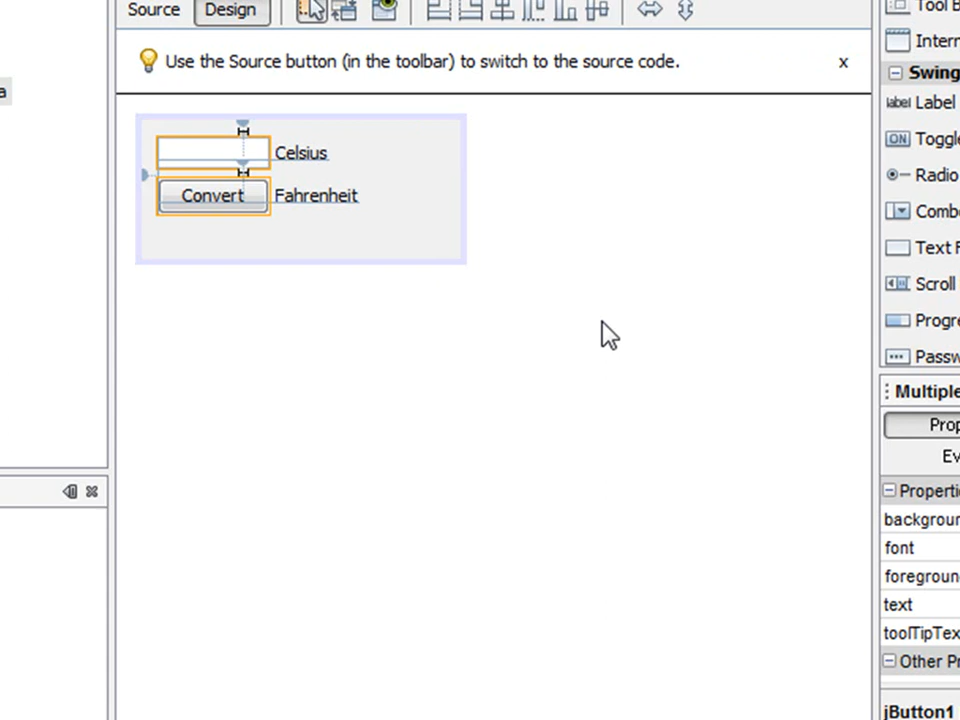 Source Design
Use the Source button (in the toolbar) to switch to the source code. x
a
Celsius
Convert Fahrenheit
Tool B
Intern
Swing
label Label
ON Toggle
Radio
Combo
Text F
Scroll
Progre
Passw
Multiple
Prop
Ev
Properti
backgroun
font
foregroun
text
toolTipTex
Other Pr
jButton1